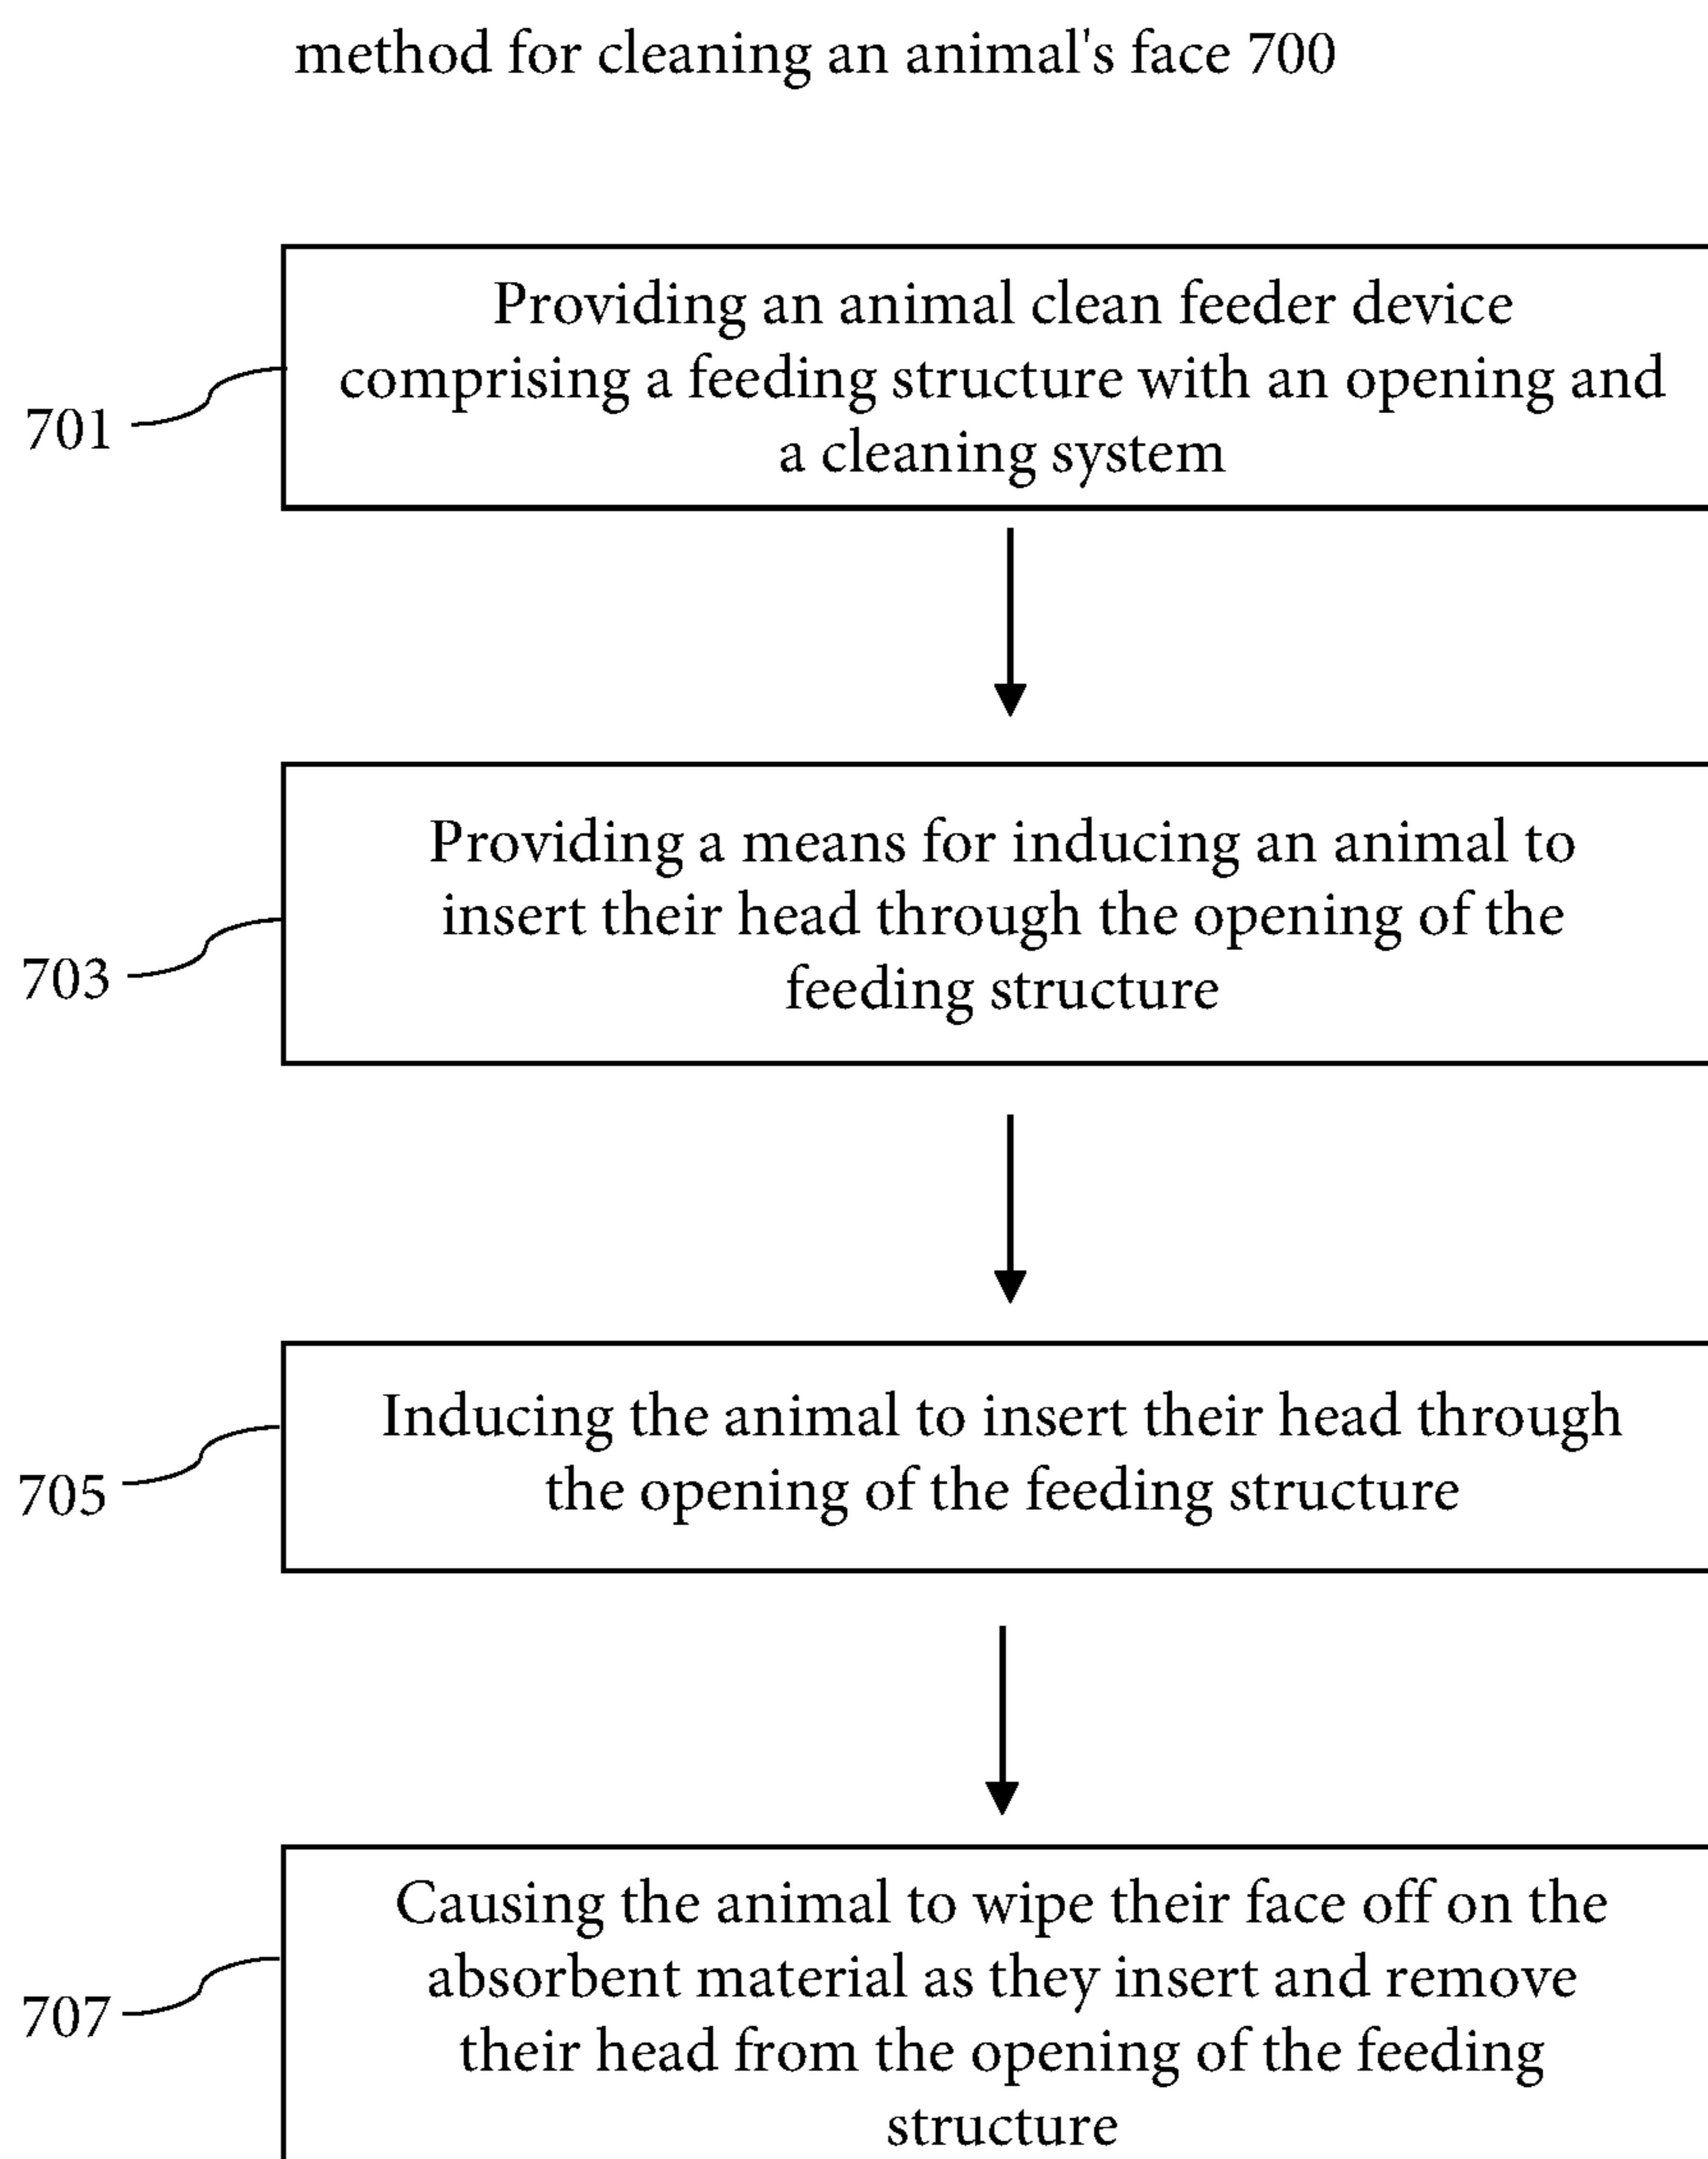 method for cleaning an animal's face 700
Providing an animal clean feeder device
comprising a feeding structure with an opening and
a cleaning system
701
Providing a means for inducing an animal to
insert their head through the opening of the
feeding structure
703
Inducing the animal to insert their head through
the opening of the feeding structure
705
Causing the animal to wipe their face off on the
absorbent material as they insert and remove
their head from the opening of the feeding
structure
707